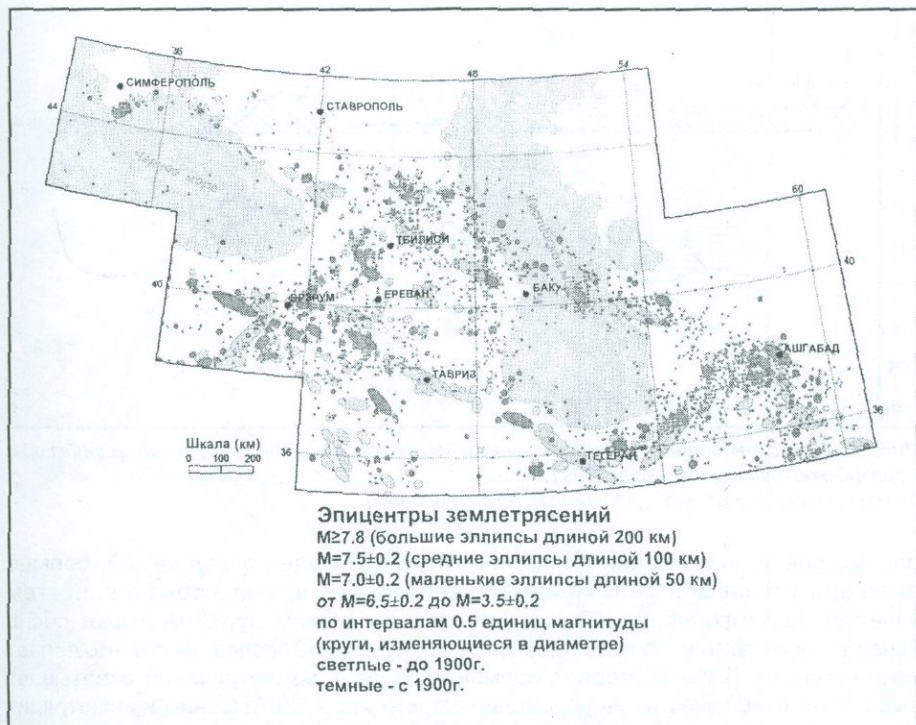 36
42
48
54
СИМФЕРОПОЛЬ
44
СТАВРОПОЛЬ
Черное море
60
ТБИЛИСИ
40
ЭРЗРУМ
ЕРЕВАН
БАКУ
40
АШГАБАД
ТАВРИЗ
36
Шкала (км)
0 100 200
36
ТЕГЕРАН
Эпицентры землетрясений
M≥7.8 (большие эллипсы длиной 200 км)
M=7.5±0.2 (средние эллипсы длиной 100 км)
M=7.0±0.2 (маленькие эллипсы длиной 50 км)
от M=6.5±0.2 до M=3.5±0.2
по интервалам 0.5 единиц магнитуды
(круги, изменяющиеся в диаметре)
светлые - до 1900г.
темные - с 1900г.